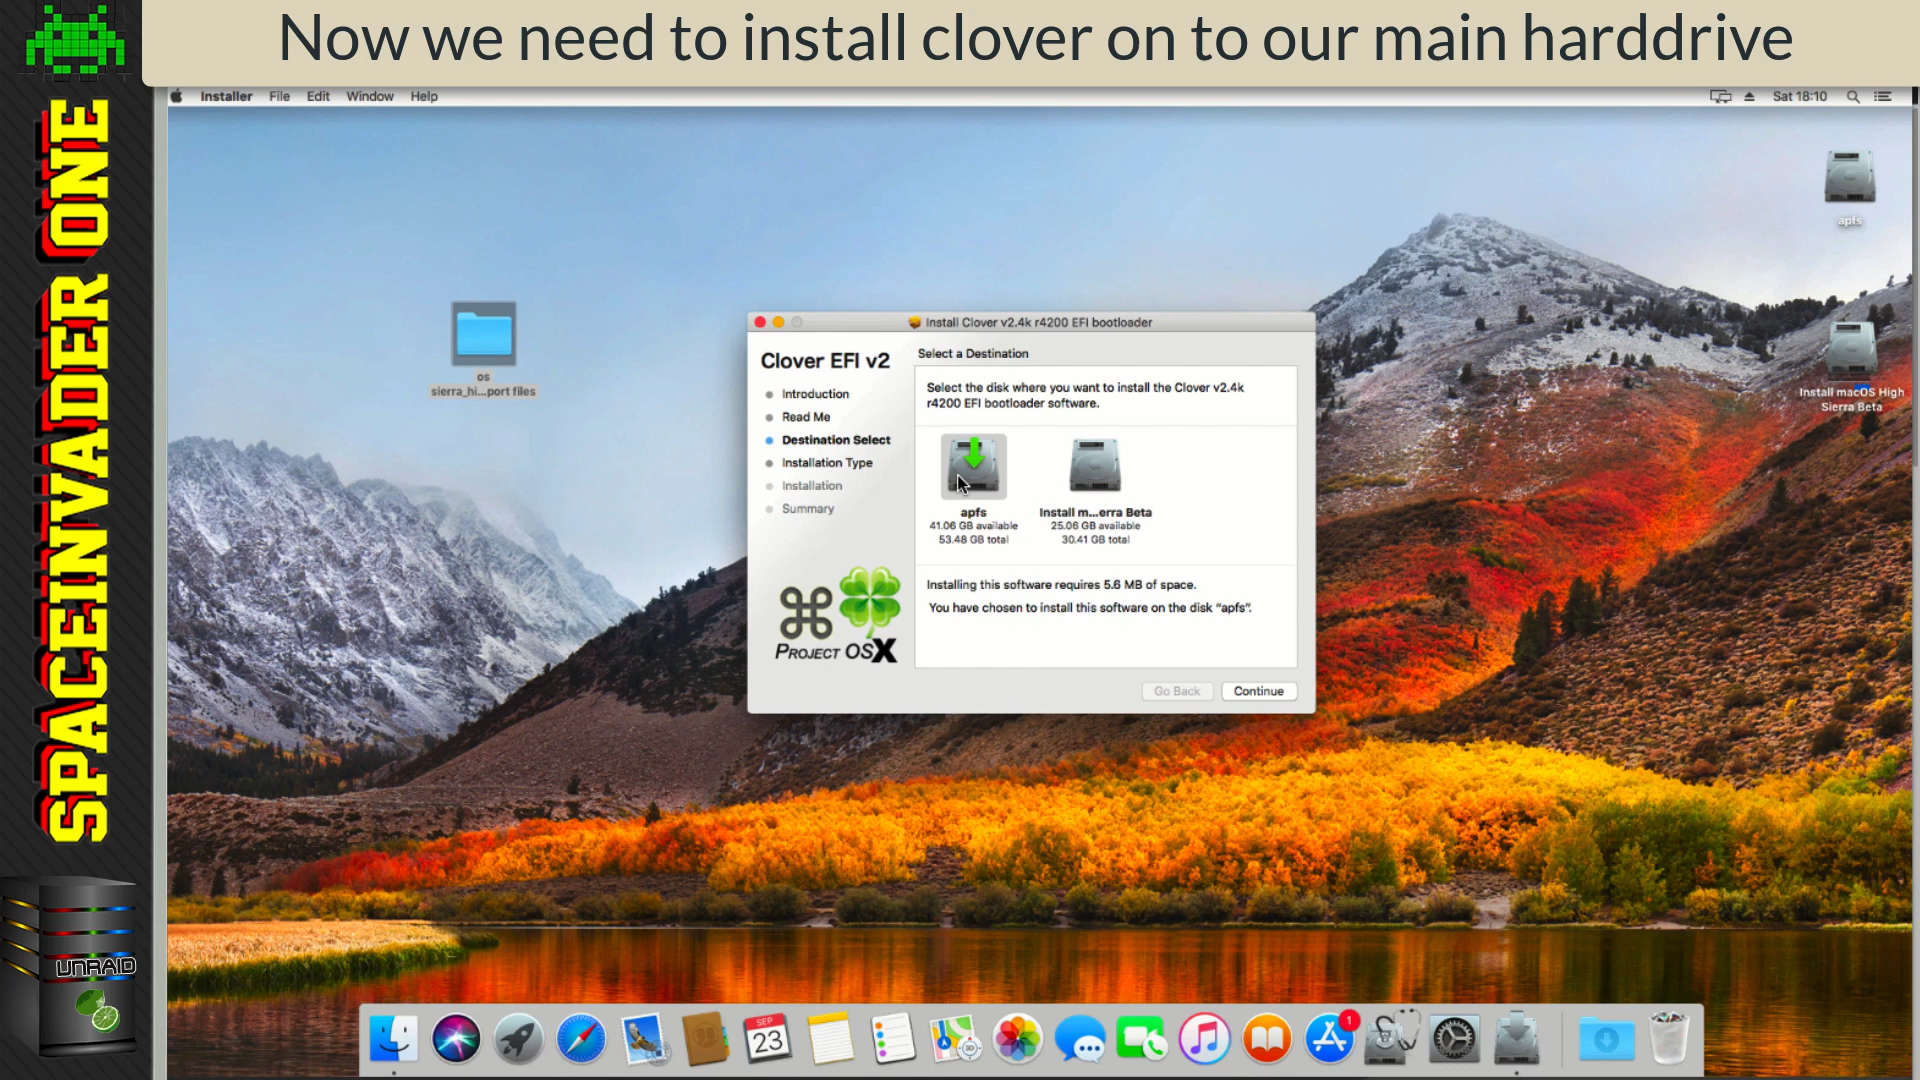 Now we need to install clover on to our main harddrive
SPACEINVADER ONE
Installer File Edit Window Help
Sat 18:10
apfs
os
sierra_hi...port files
Install macOS High
Sierra Beta
Install Clover v2.4k r4200 EFI bootloader
Clover EFI v2
Introduction
Read Me
Destination Select
Installation Type
Installation
Summary
PROJECT OSX
Select a Destination
Select the disk where you want to install the Clover v2.4k
r4200 EFI bootloader software.
apfs
41.06 GB available
53.48 GB total
Install m...erra Beta
25.06 GB available
30.41 GB total
Installing this software requires 5.6 MB of space.
You have chosen to install this software on the disk “apfs”.
Go Back Continue
UNRAID
SEP
23
1
3D